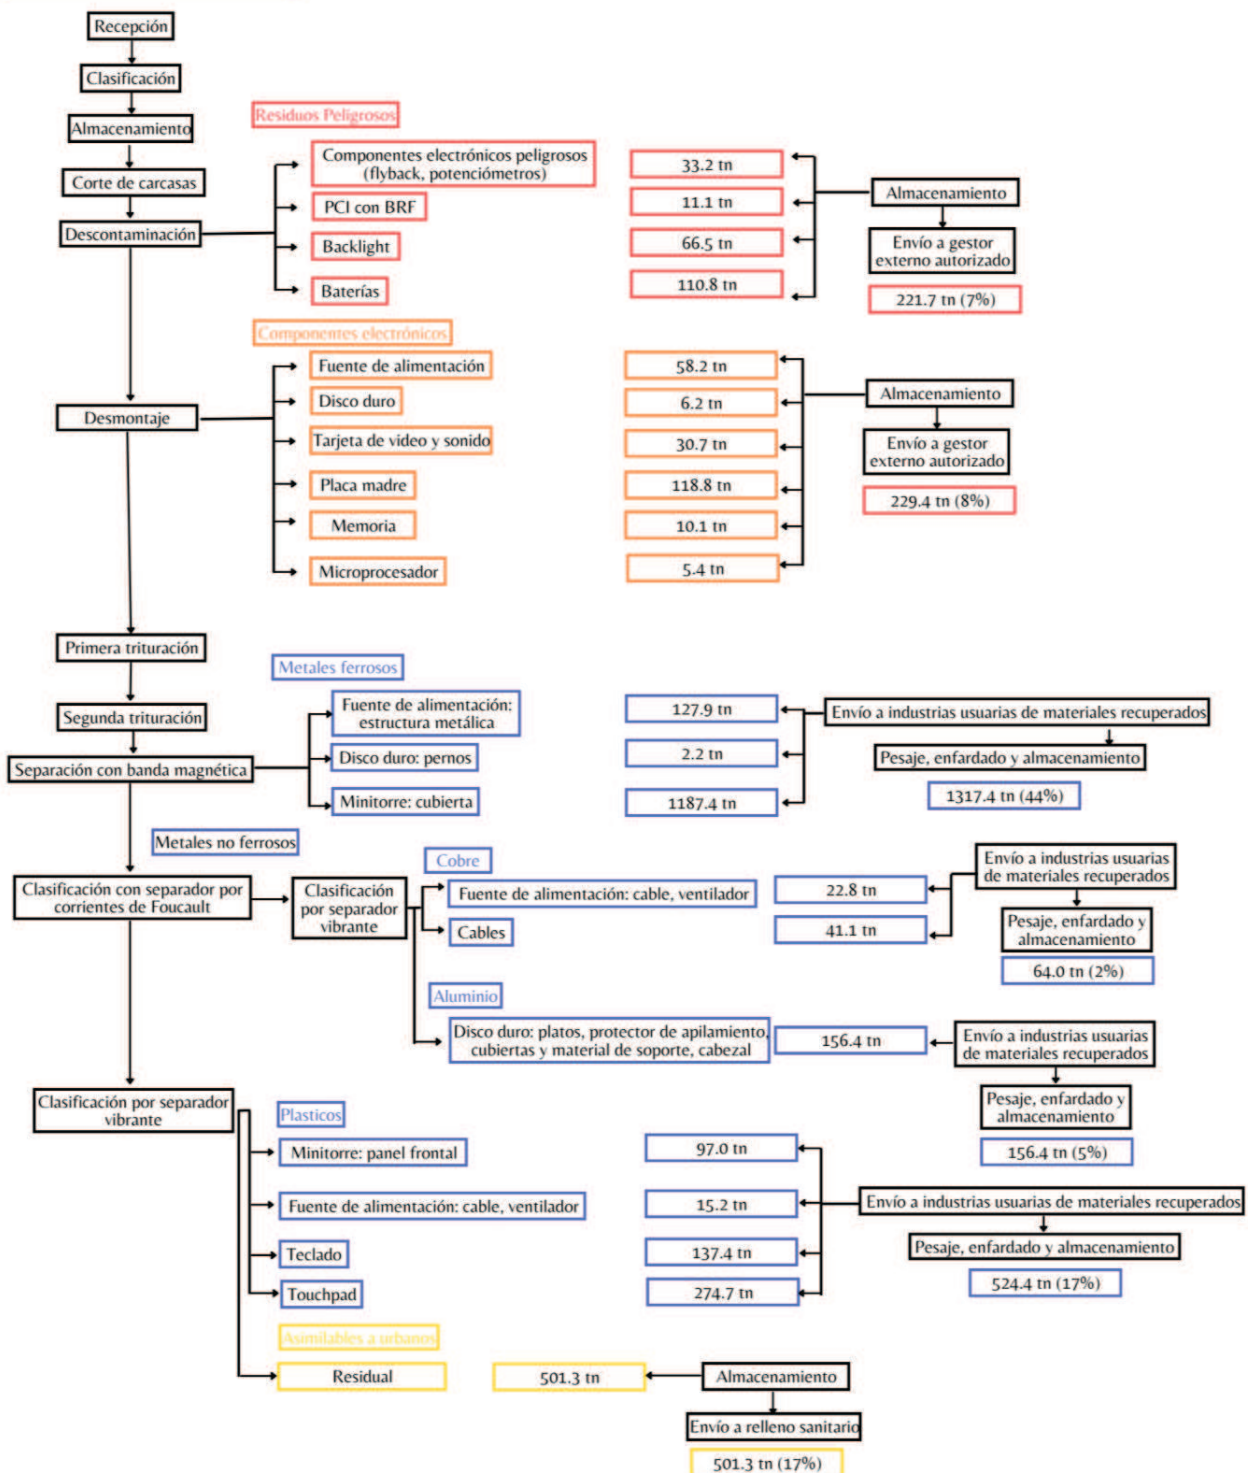 Recepción
Clasificación
Almacenamiento
Corte de carcasas
Descontaminación
Residuos Peligrosos
Componentes electrónicos peligrosos
(flyback, potenciómetros)
33.2 tn
PCI con BRF
11.1 tn
Backlight
66.5 tn
Baterías
110.8 tn
Almacenamiento
Envío a gestor
externo autorizado
221.7 tn (7%)
Componentes electrónicos
Desmontaje
Fuente de alimentación
58.2 tn
Disco duro
6.2 tn
Tarjeta de video y sonido
30.7 tn
Placa madre
118.8 tn
Memoria
10.1 tn
Microprocesador
5.4 tn
Almacenamiento
Envío a gestor
externo autorizado
229.4 tn (8%)
Primera trituración
Segunda trituración
Separación con banda magnética
Metales ferrosos
Fuente de alimentación:
estructura metálica
127.9 tn
Disco duro: pernos
2.2 tn
Minitorre: cubierta
1187.4 tn
Envío a industrias usuarias de materiales recuperados
Pesaje, enfardado y almacenamiento
1317.4 tn (44%)
Metales no ferrosos
Clasificación con separador por
corrientes de Foucault
Clasificación
por separador
vibrante
Cobre
Fuente de alimentación: cable, ventilador
22.8 tn
Cables
41.1 tn
Envío a industrias usuarias
de materiales recuperados
Pesaje, enfardado y
almacenamiento
64.0 tn (2%)
Aluminio
Disco duro: platos, protector de apilamiento,
cubiertas y material de soporte, cabezal
156.4 tn
Envío a industrias usuarias
de materiales recuperados
Pesaje, enfardado y
almacenamiento
156.4 tn (5%)
Clasificación por separador
vibrante
Plasticos
Minitorre: panel frontal
97.0 tn
Fuente de alimentación: cable, ventilador
15.2 tn
Teclado
137.4 tn
Touchpad
274.7 tn
Envío a industrias usuarias de materiales recuperados
Pesaje, enfardado y almacenamiento
524.4 tn (17%)
Asimilables a urbanos
Residual
501.3 tn
Almacenamiento
Envío a relleno sanitario
501.3 tn (17%)